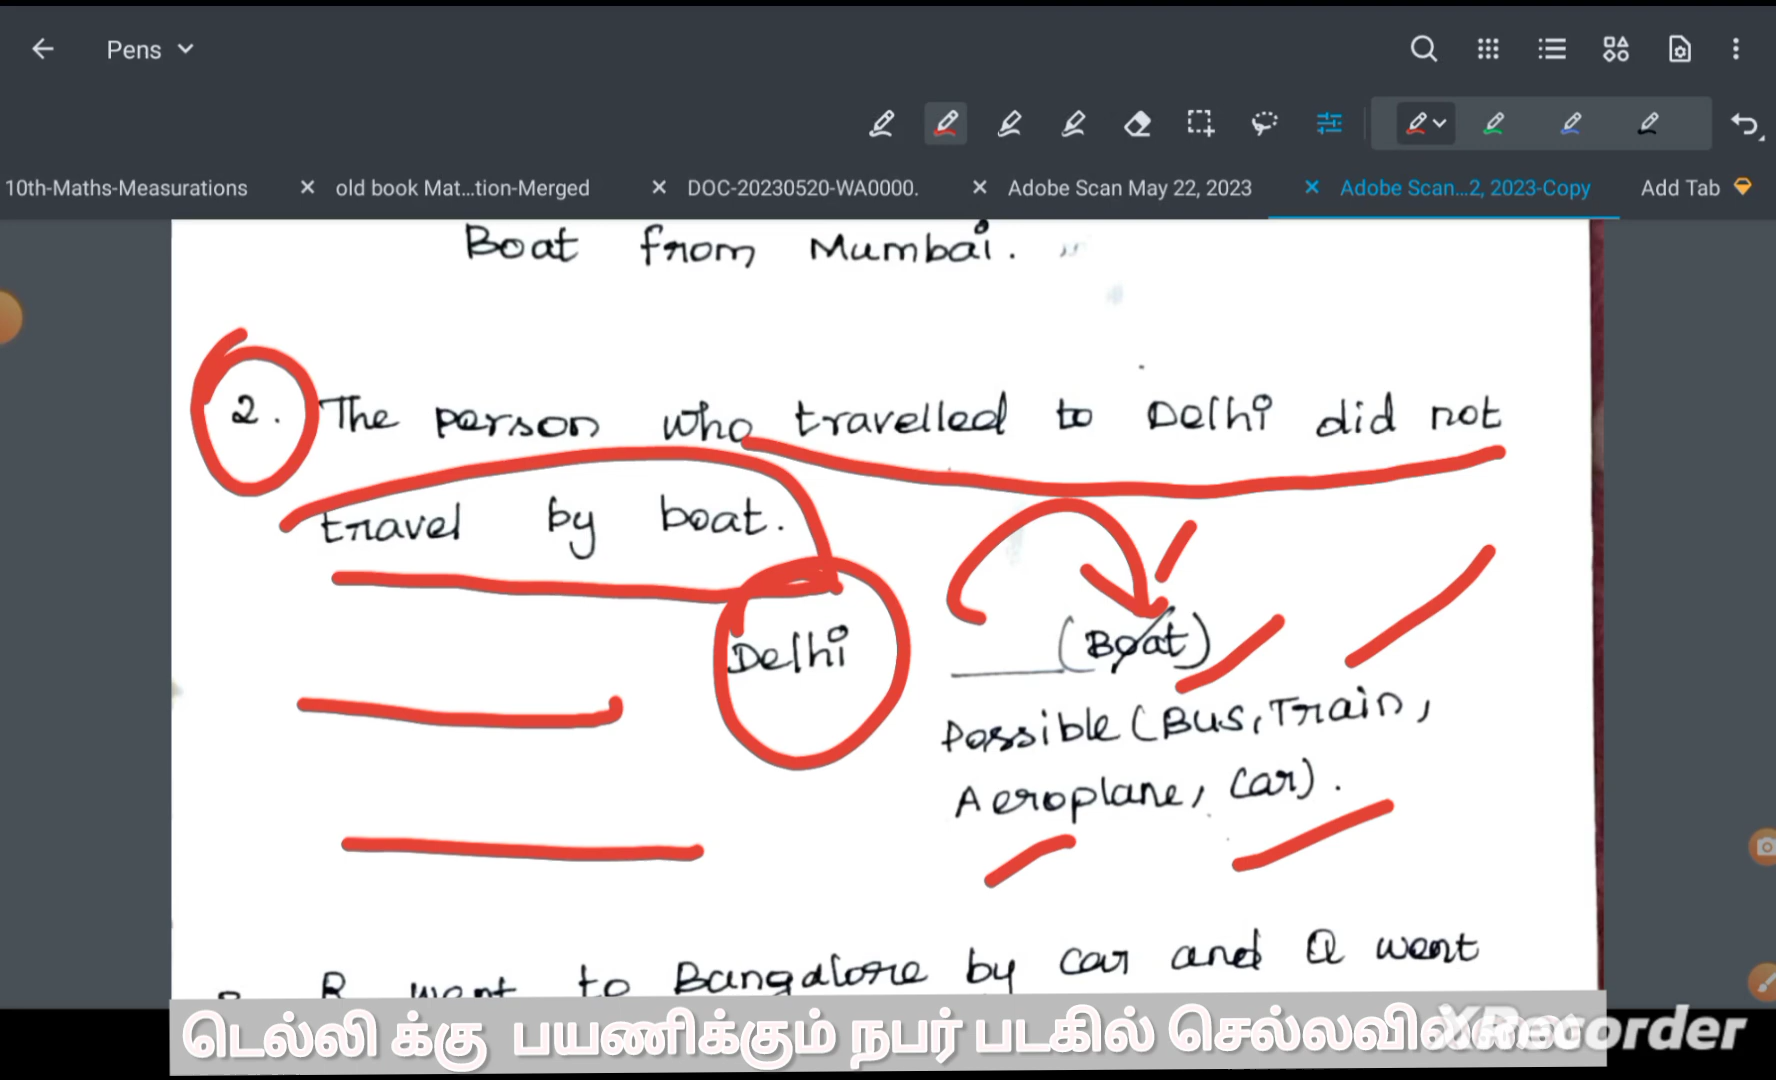 Pens
10th-Maths-Measurations
old book Mat...tion-Merged
DOC-20230520-WA0000.
Adobe Scan May 22, 2023
Adobe Scan...2, 2023-Copy
Add Tab
Boat from Mumbai.
2. The person who travelled to Delhi did not
travel by boat.
Delhi
(Boat)
Possible (Bus, Train,
Aeroplane, Car).
R went to Bangalore by car and Q went
டெல்லி க்கு பயணிக்கும் நபர் படகில்
XRecorder